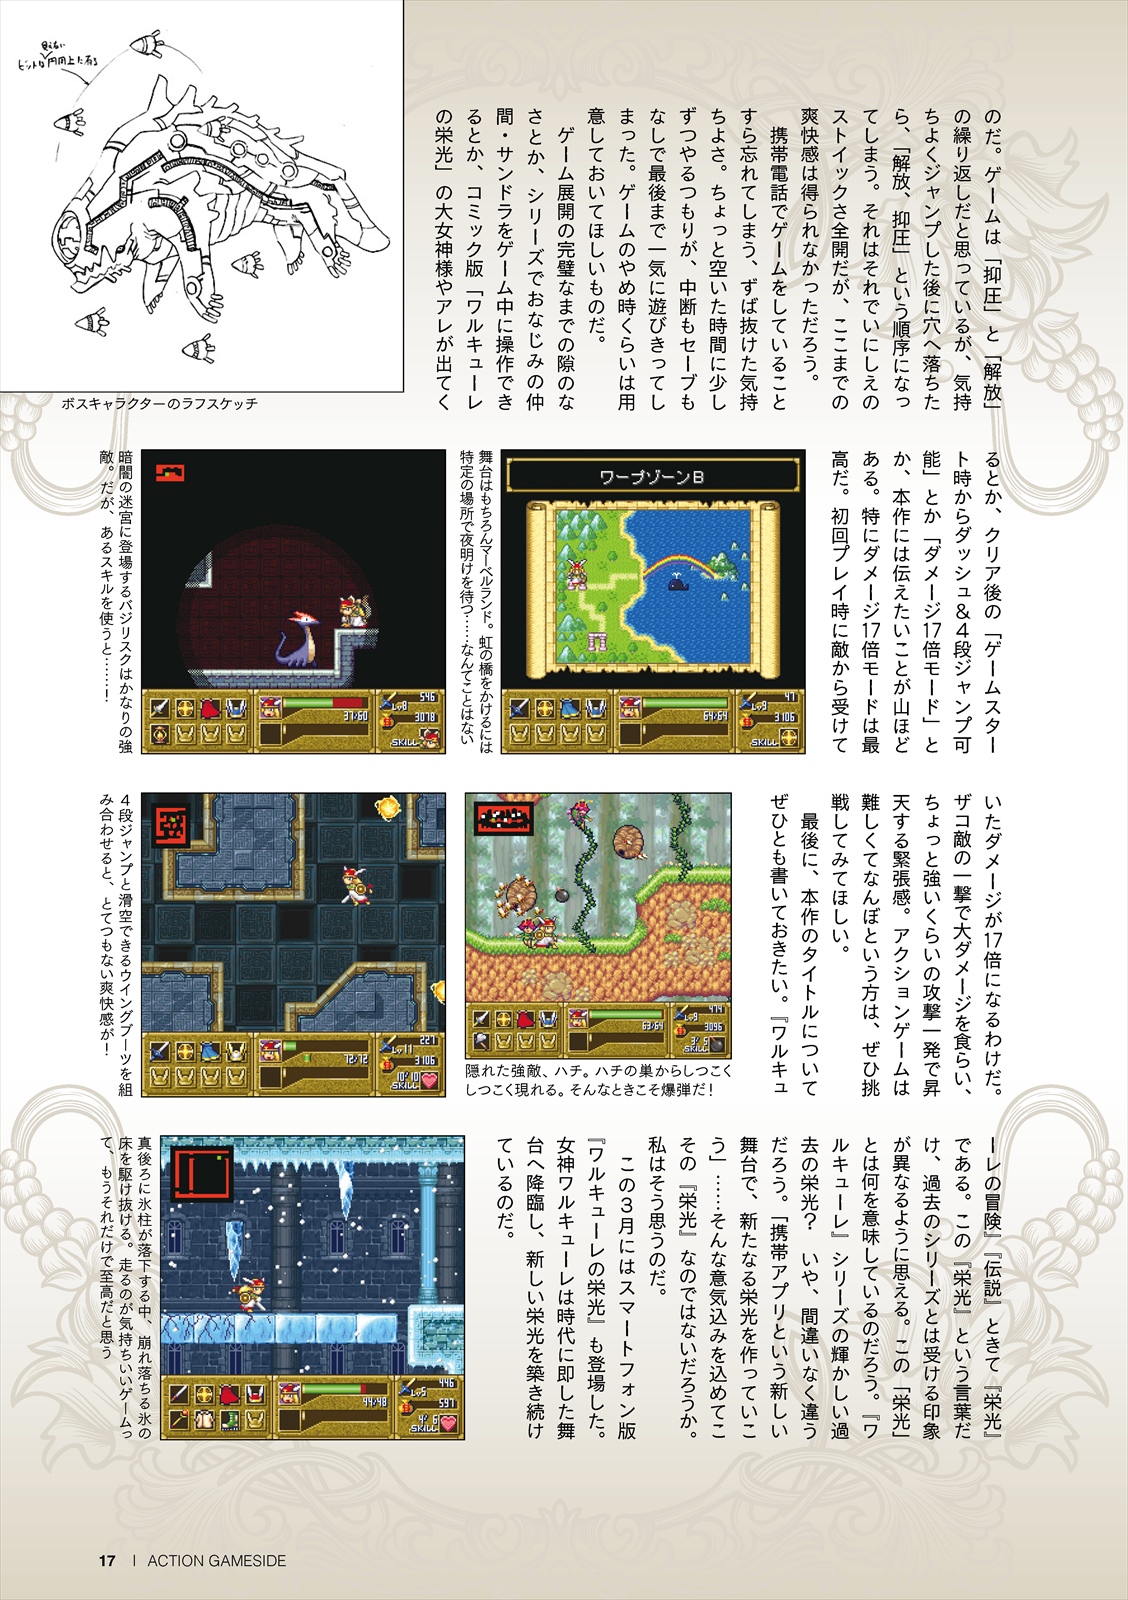 のだ。ゲームは「抑圧」と「解放」
の繰り返しだと思っているが、気持
ちよくジャンプした後に穴へ落ちた
ら、「解放、抑圧」という順序になっ
てしまう。それはそれでいにしえの
ストイックさ全開だが、ここまでの
爽快感は得られなかっただろう。
携帯電話でゲームをしていること
すら忘れてしまう、ずば抜けた気持
ちよさ。ちょっと空いた時間に少し
ずつやるつもりが、中断もセーブも
なしで最後まで一気に遊びきってし
まった。ゲームのやめ時くらいは用
意しておいてほしいものだ。
ゲーム展開の完璧なまでの隙のな
さとか、シリーズでおなじみの仲
間・サンドラをゲーム中に操作でき
るとか、コミック版「ワルキューレ
の栄光」の大女神様やアレが出てく
ボスキャラクターのラフスケッチ
るとか、クリア後の「ゲームスター
ト時からダッシュ&4段ジャンプ可
能」とか「ダメージ17倍モード」と
か、本作には伝えたいことが山ほど
ある。特にダメージ17倍モードは最
高だ。初回プレイ時に敵から受けて
ワープゾーンB
47
Lv9
64/64
3106
SKILL
舞台はもちろんマーベルランド。虹の橋をかけるには
特定の場所で夜明けを待つ……なんてことはない
546
Lv8
37/60
3078
SKILL
暗闇の迷宮に登場するバジリスクはかなりの強
敵。だが、あるスキルを使うと……!
いたダメージが17倍になるわけだ。
ザコ敵の一撃で大ダメージを食らい、
ちょっと強いくらいの攻撃一発で昇
天する緊張感。アクションゲームは
難しくてなんぼという方は、ぜひ挑
戦してみてほしい。
最後に、本作のタイトルについて
ぜひとも書いておきたい。『ワルキュ
474
Lv9
63/64
3096
3/5
SKILL
隠れた強敵、ハチ。ハチの巣からしつこく
しつこく現れる。そんなときこそ爆弾だ!
227
Lv11
72/72
3106
10/10
SKILL
4段ジャンプと滑空できるウイングブーツを組
み合わせると、とてつもない爽快感が!
ーレの冒険』『伝説』ときて『栄光』
である。この『栄光』という言葉だ
け、過去のシリーズとは受ける印象
が異なるように思える。この「栄光」
とは何を意味しているのだろう。『ワ
ルキューレ』シリーズの輝かしい過
去の栄光? いや、間違いなく違う
だろう。「携帯アプリという新しい
舞台で、新たなる栄光を作っていこ
う」……そんな意気込みを込めてこ
その『栄光』なのではないだろうか。
私はそう思うのだ。
この3月にはスマートフォン版
『ワルキューレの栄光』も登場した。
女神ワルキューレは時代に即した舞
台へ降臨し、新しい栄光を築き続け
ているのだ。
446
Lv5
44/48
597
4/6
SKILL
真後ろに氷柱が落下する中、崩れ落ちる氷の
床を駆け抜ける。走るのが気持ちいいゲームっ
て、もうそれだけで至高だと思う
17 | ACTION GAMESIDE